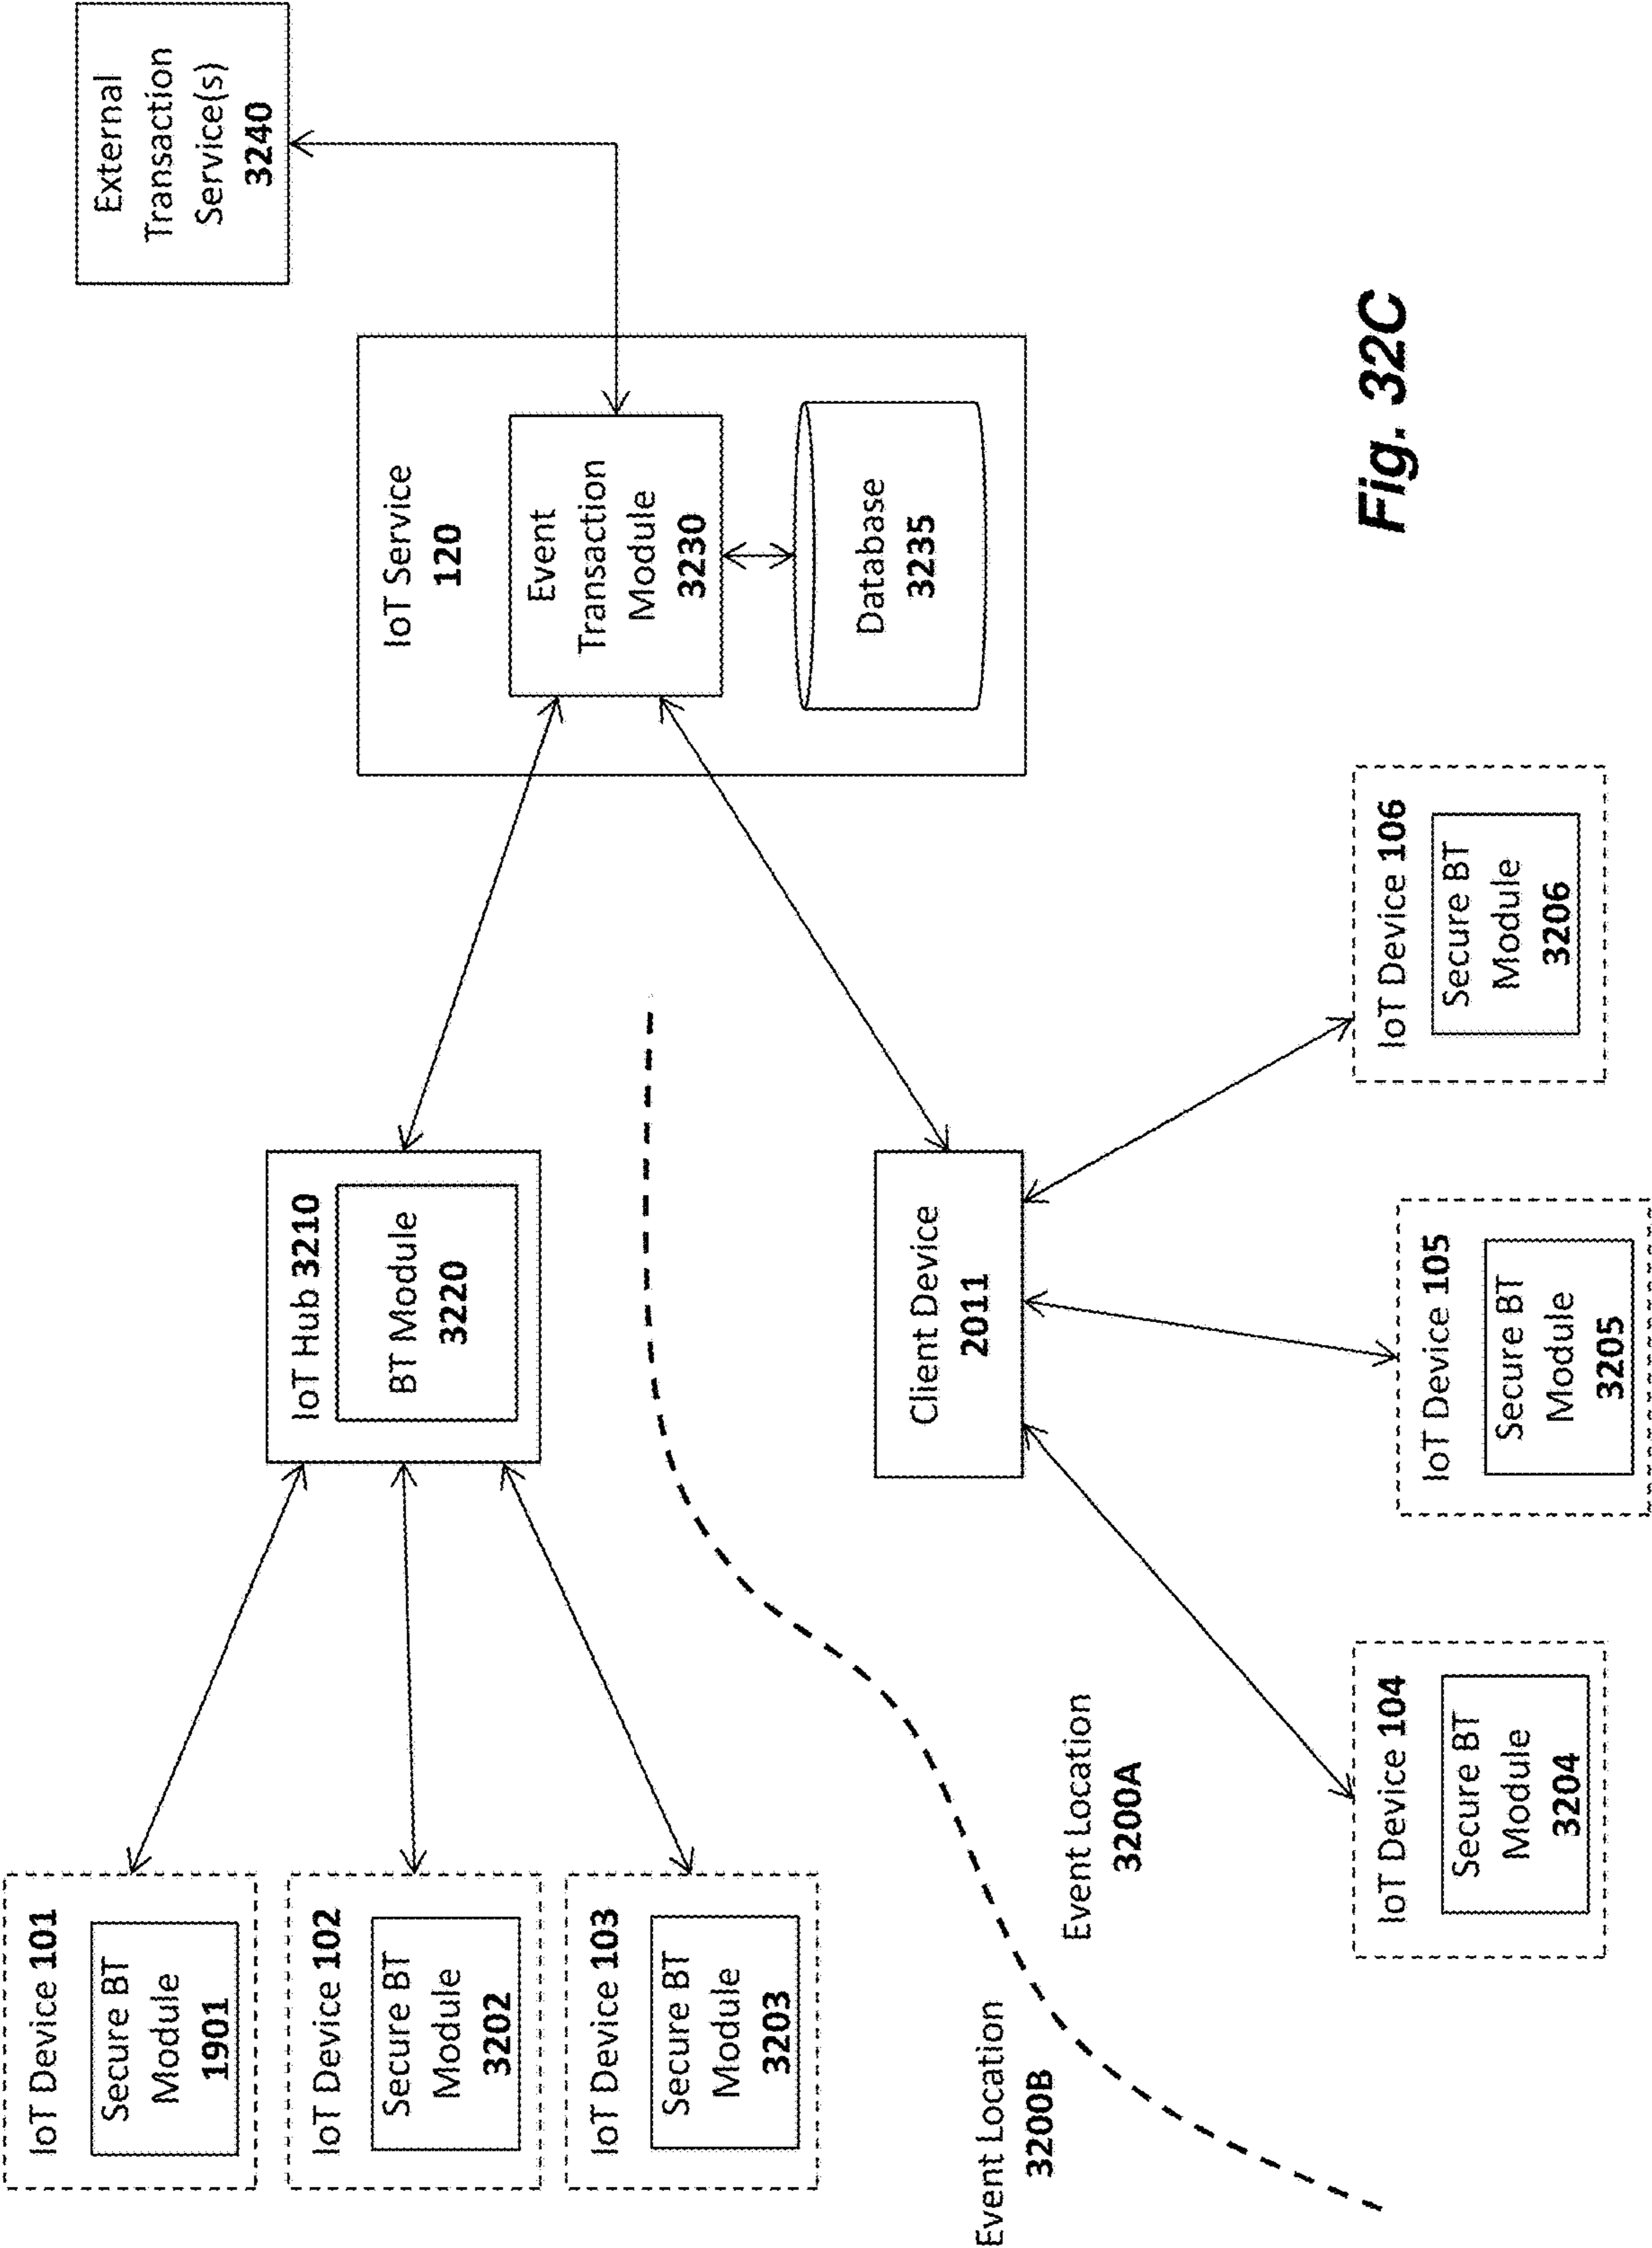 IoT Device 101
Secure BT
Module
1901
IoT Device 102
Secure BT
Module
3202
IoT Device 103
Secure BT
Module
3203
Event Location
3200B
Event Location
3200A
IoT Hub 3210
BT Module
3220
Client Device
2011
IoT Device 104
Secure BT
Module
3204
IoT Device 105
Secure BT
Module
3205
IoT Device 106
Secure BT
Module
3206
IoT Service
120
Event
Transaction
Module
3230
Database
3235
External
Transaction
Service(s)
3240
Fig. 32C